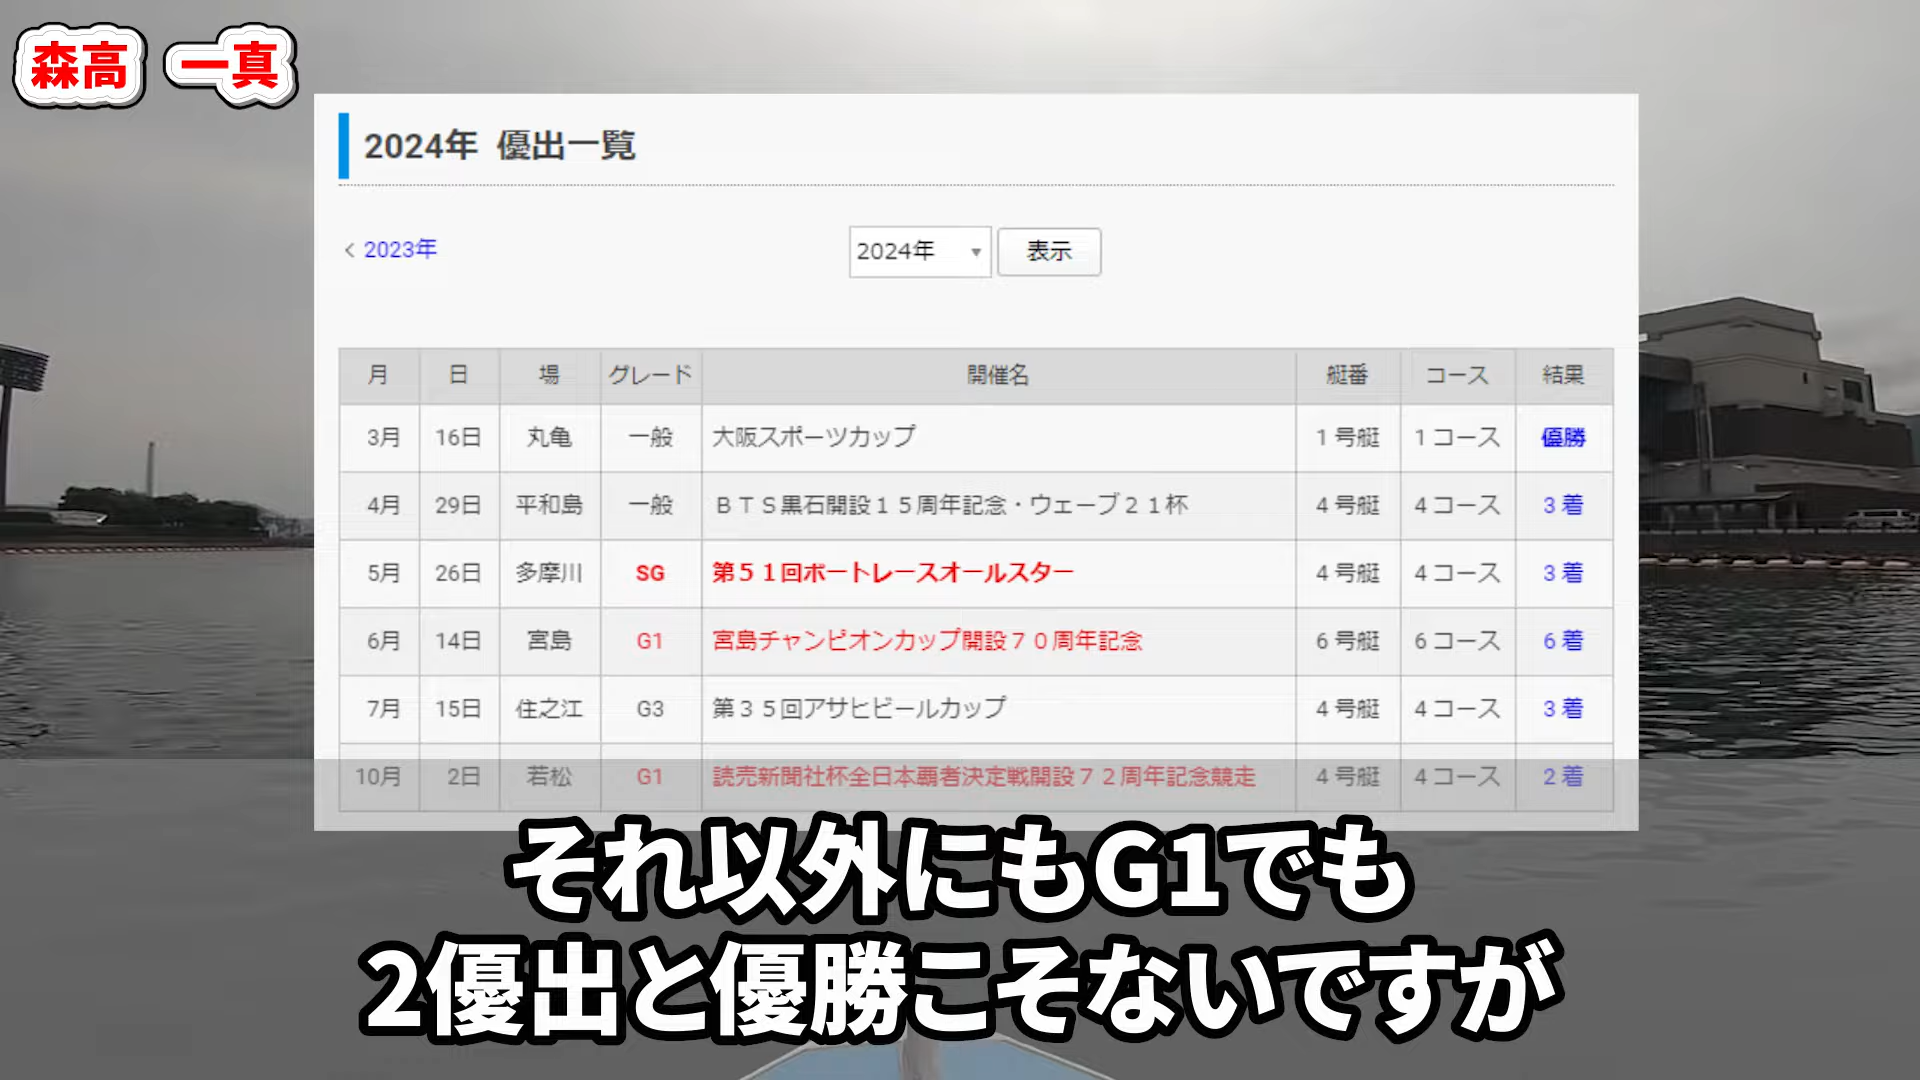 森高 一真
2024年 優出一覧
< 2023年
2024年 ▼ 表示
月 日 場 グレード 開催名 艇番 コース 結果
3月 16日 丸亀 一般 大阪スポーツカップ 1号艇 1コース 優勝
4月 29日 平和島 一般 ＢＴＳ黒石開設１５周年記念・ウェーブ２１杯 4号艇 4コース 3着
5月 26日 多摩川 SG 第５１回ボートレースオールスター 4号艇 4コース 3着
6月 14日 宮島 G1 宮島チャンピオンカップ開設７０周年記念 6号艇 6コース 6着
7月 15日 住之江 G3 第３５回アサヒビールカップ 4号艇 4コース 3着
10月 2日 若松 G1 読売新聞社杯全日本覇者決定戦開設７２周年記念競走 4号艇 4コース 2着
それ以外にもG1でも
2優出と優勝こそないですが